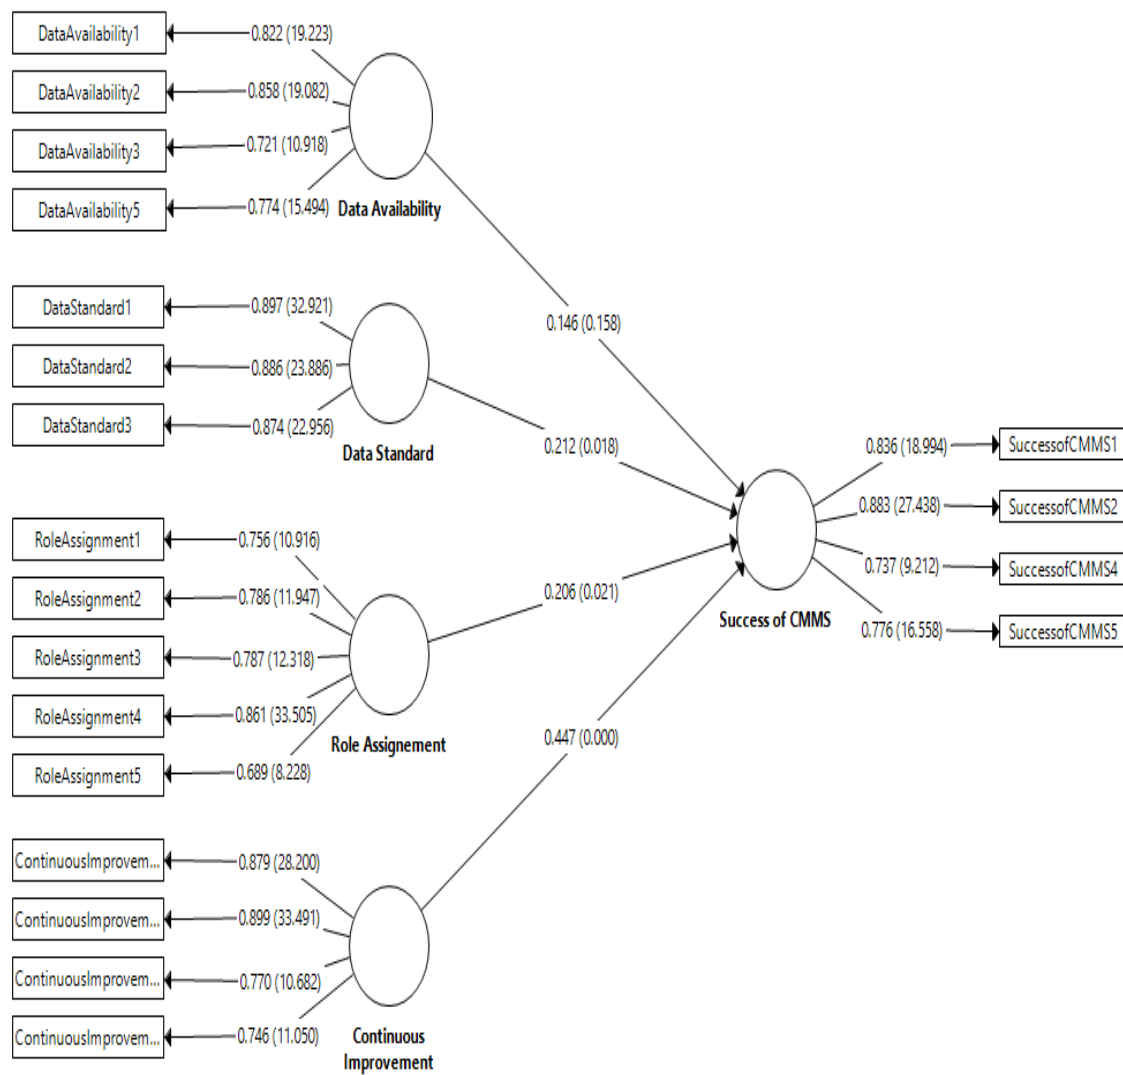 DataAvailability1
0.822 (19.223)
DataAvailability2
0.858 (19.082)
DataAvailability3
0.721 (10.918)
DataAvailability5
0.774 (15.494)
Data Availability
0.146 (0.158)
DataStandard1
0.897 (32.921)
DataStandard2
0.886 (23.886)
DataStandard3
0.874 (22.956)
Data Standard
0.212 (0.018)
RoleAssignment1
0.756 (10.916)
RoleAssignment2
0.786 (11.947)
RoleAssignment3
0.787 (12.318)
RoleAssignment4
0.861 (33.505)
RoleAssignment5
0.689 (8.228)
Role Assignement
0.206 (0.021)
ContinuousImprovem...
0.879 (28.200)
ContinuousImprovem...
0.899 (33.491)
ContinuousImprovem...
0.770 (10.682)
ContinuousImprovem...
0.746 (11.050)
Continuous
Improvement
0.447 (0.000)
Success of CMMS
0.836 (18.994)
SuccessofCMMS1
0.883 (27.438)
SuccessofCMMS2
0.737 (9.212)
SuccessofCMMS4
0.776 (16.558)
SuccessofCMMS5